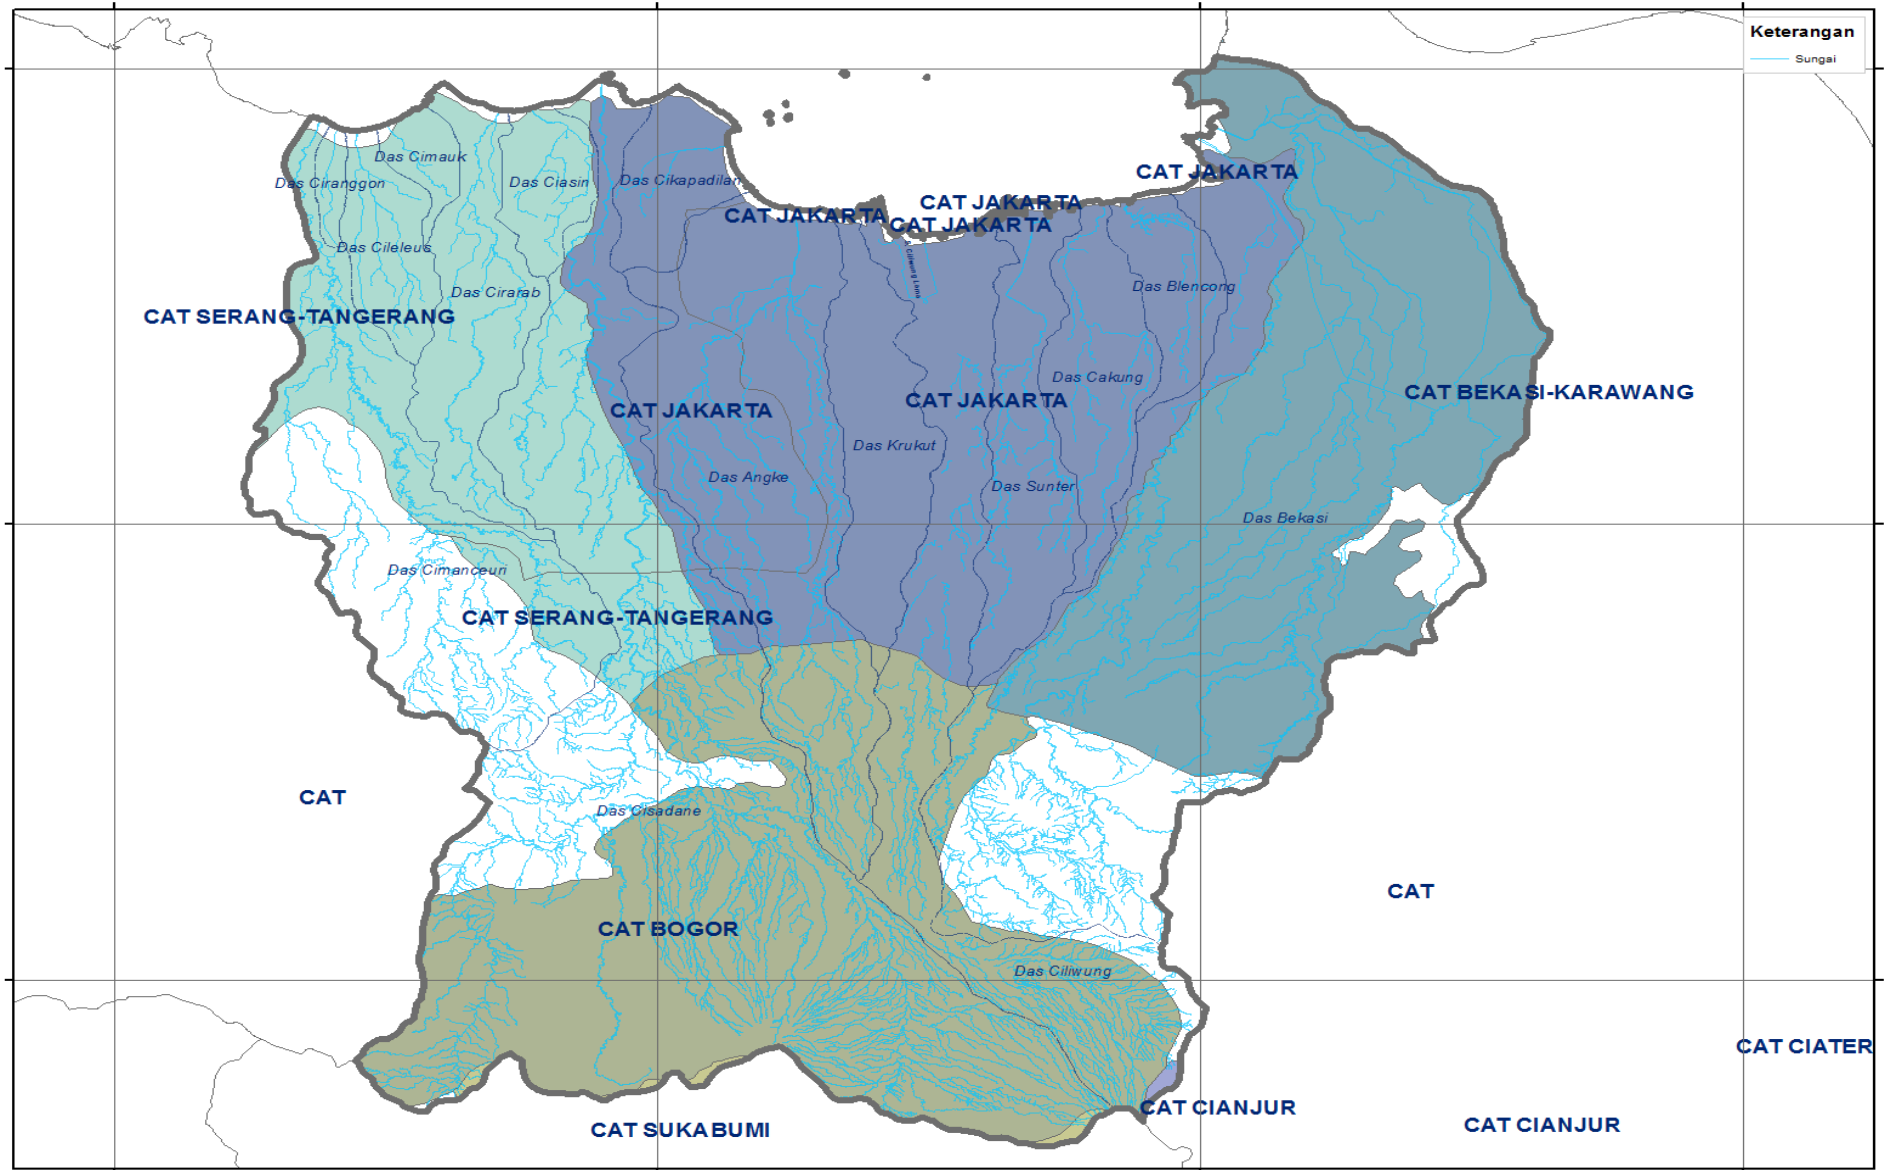 Keterangan
Sungai
Das Cimauk
CAT JAKARTA
Das Ciranggon
Das Ciasin
Das Cikapadilan
CAT JAKARTA
CAT JAKARTA
CAT JAKARTA
Das Cileleus
Ciliwung Lama
Das Cirarab
Das Blencong
CAT SERANG-TANGERANG
Das Cakung
CAT BEKASI-KARAWANG
CAT JAKARTA
CAT JAKARTA
Das Krukut
Das Angke
Das Sunter
Das Bekasi
Das Cimanceuri
CAT SERANG-TANGERANG
CAT
Das Cisadane
CAT
CAT BOGOR
Das Ciliwung
CAT CIATER
CAT CIANJUR
CAT CIANJUR
CAT SUKABUMI